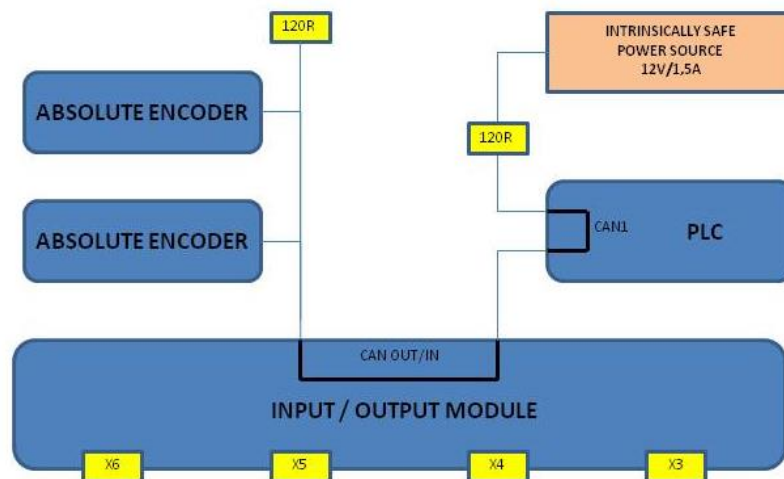 120R
INTRINSICALLY SAFE
POWER SOURCE
12V/1,5A
ABSOLUTE ENCODER
120R
ABSOLUTE ENCODER
CAN1
PLC
CAN OUT/IN
INPUT / OUTPUT MODULE
X6
X5
X4
X3